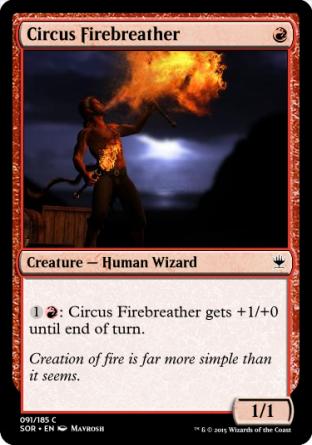 Circus Firebreather
Creature — Human Wizard
1 R: Circus Firebreather gets +1/+0
until end of turn.
Creation of fire is far more simple than
it seems.
1/1
091/185 C
SOR • EN Mavrosh
™ & © 2015 Wizards of the Coast